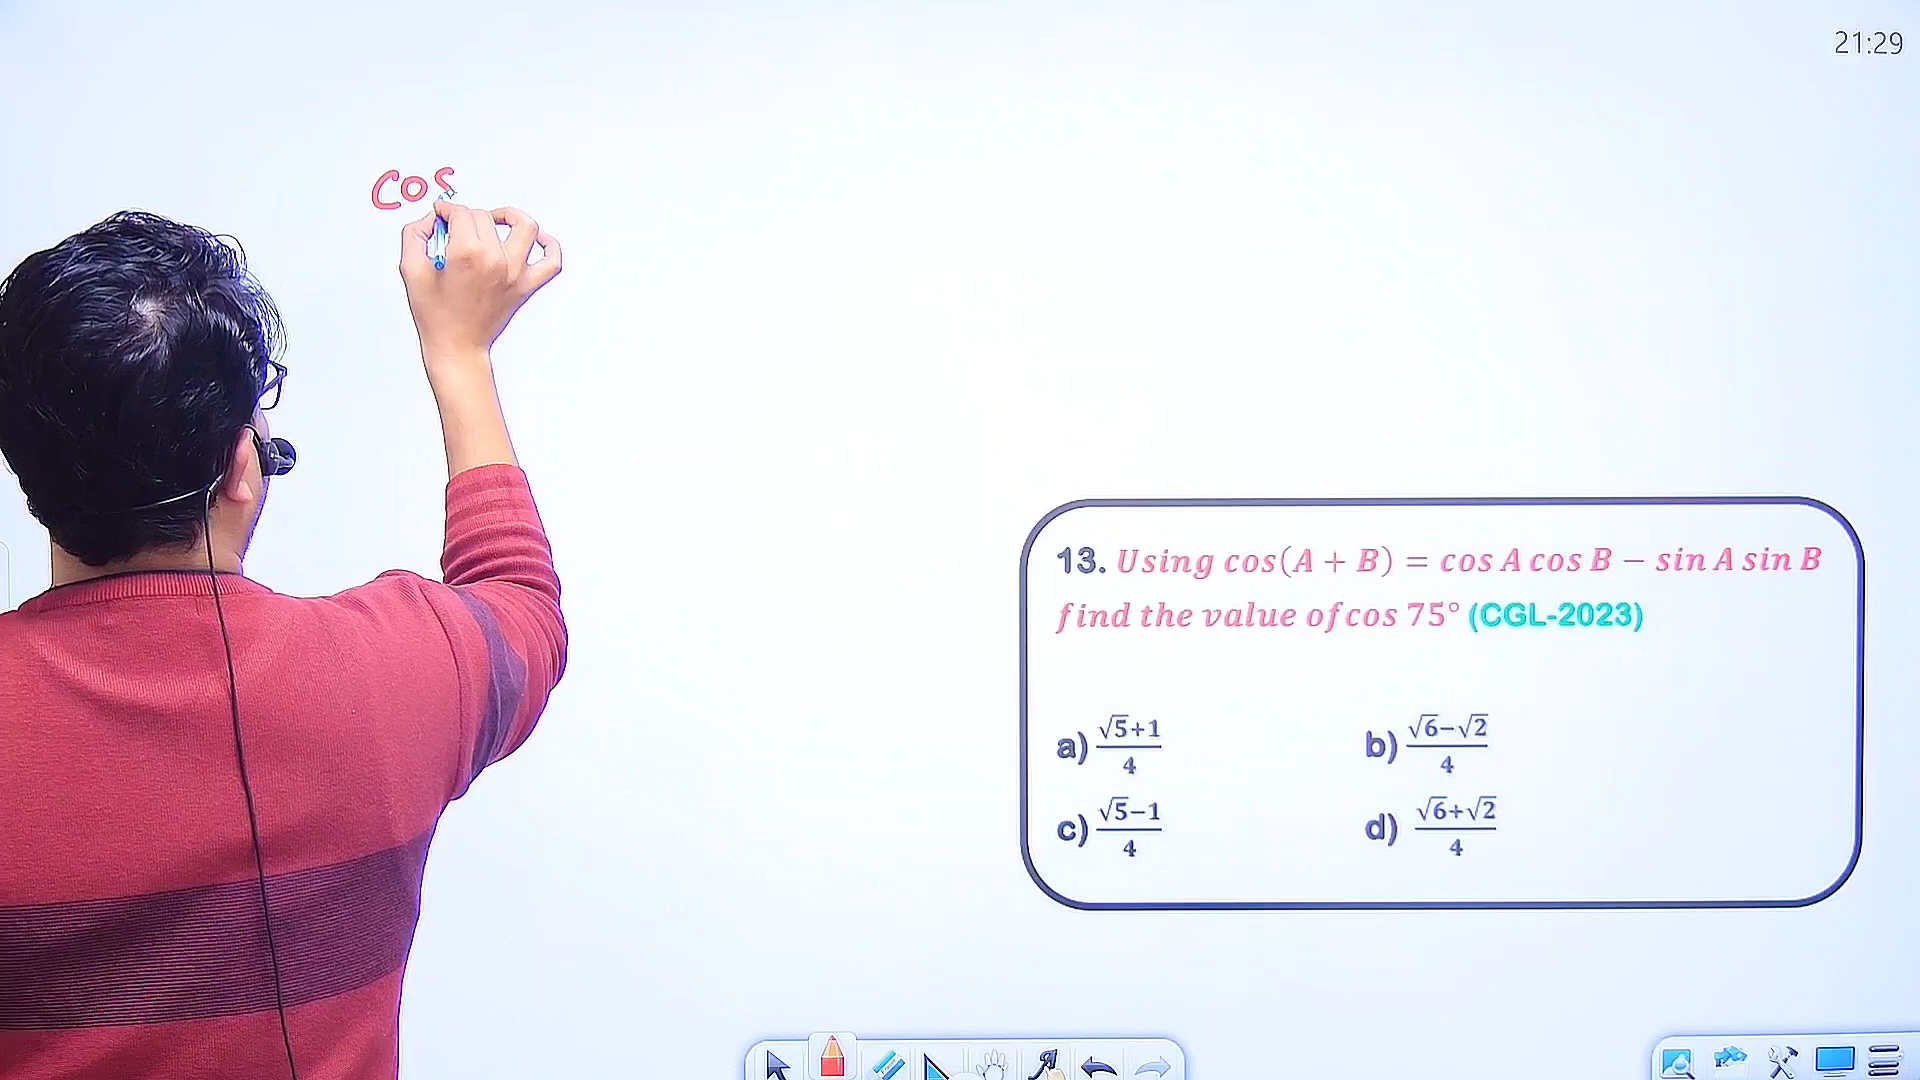 21:29
cos
13. Using cos(A + B) = cos A cos B − sin A sin B
find the value of cos 75° (CGL-2023)
a) (√5+1)/4 b) (√6−√2)/4
c) (√5−1)/4 d) (√6+√2)/4